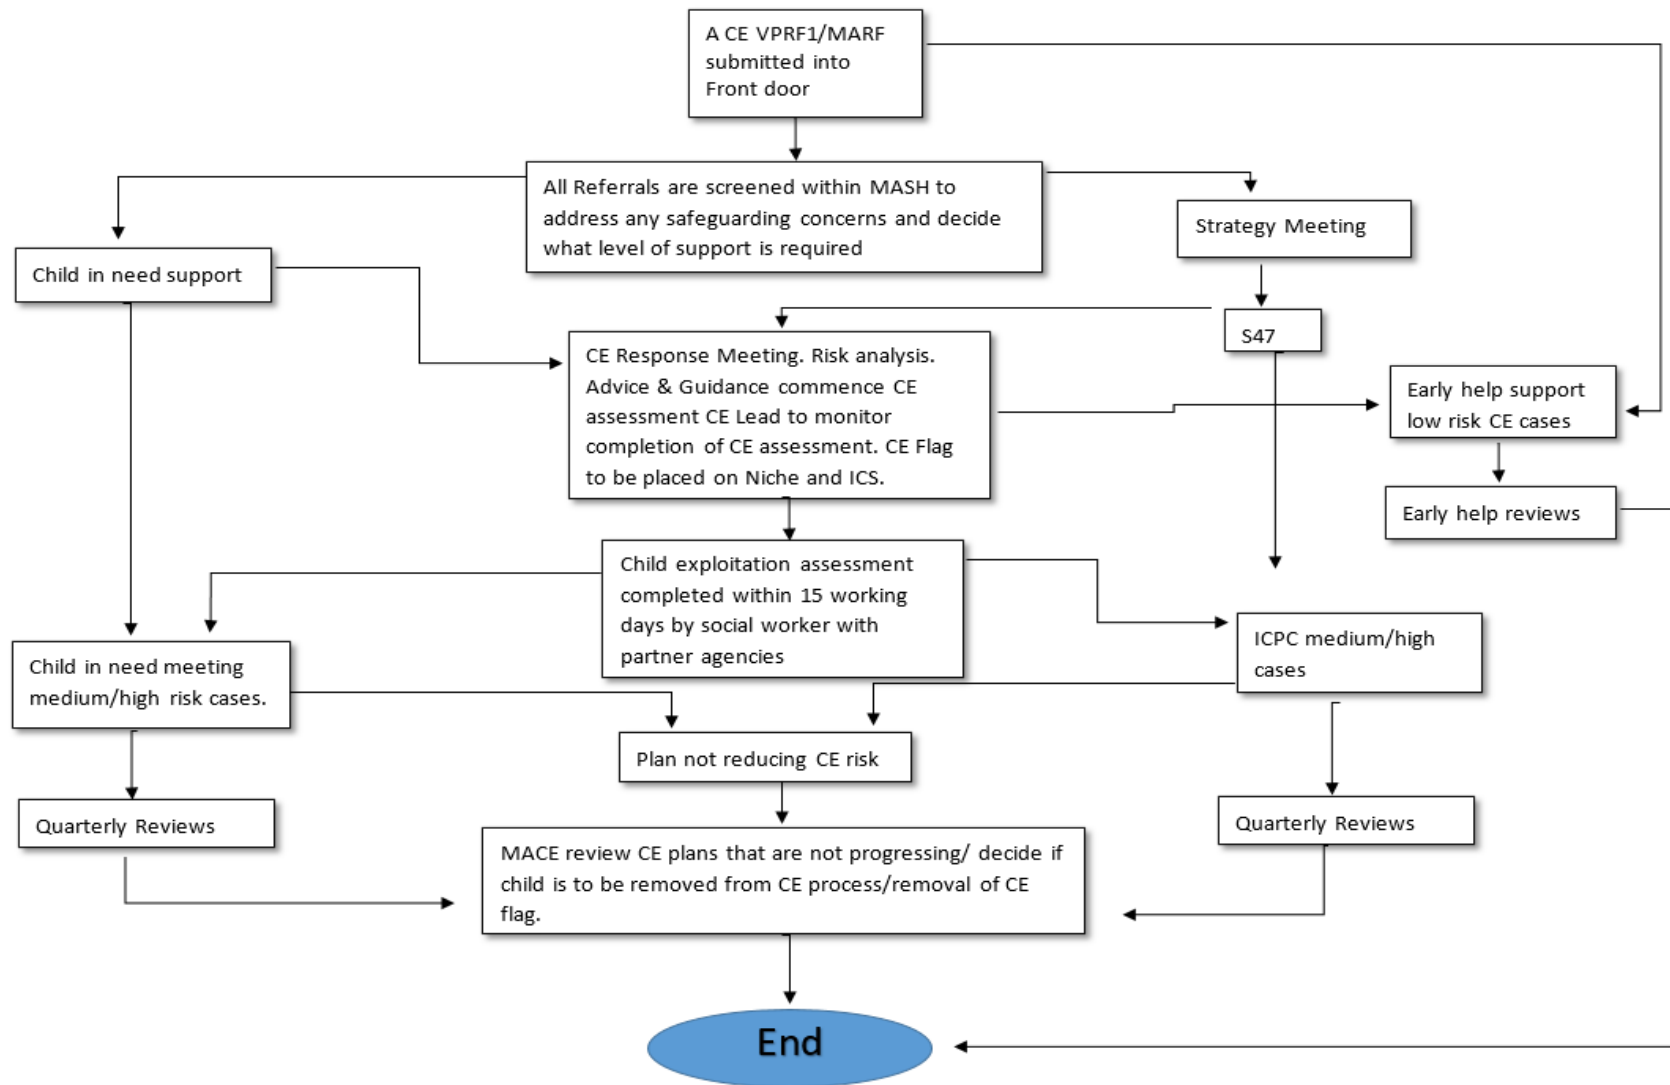 A CE VPRF1/MARF
submitted into
Front door
All Referrals are screened within MASH to
address any safeguarding concerns and decide
what level of support is required
Strategy Meeting
Child in need support
S47
CE Response Meeting. Risk analysis.
Advice & Guidance commence CE
assessment CE Lead to monitor
completion of CE assessment. CE Flag
to be placed on Niche and ICS.
Early help support
low risk CE cases
Early help reviews
Child exploitation assessment
completed within 15 working
days by social worker with
partner agencies
ICPC medium/high
cases
Child in need meeting
medium/high risk cases.
Plan not reducing CE risk
Quarterly Reviews
Quarterly Reviews
MACE review CE plans that are not progressing/ decide if
child is to be removed from CE process/removal of CE
flag.
End